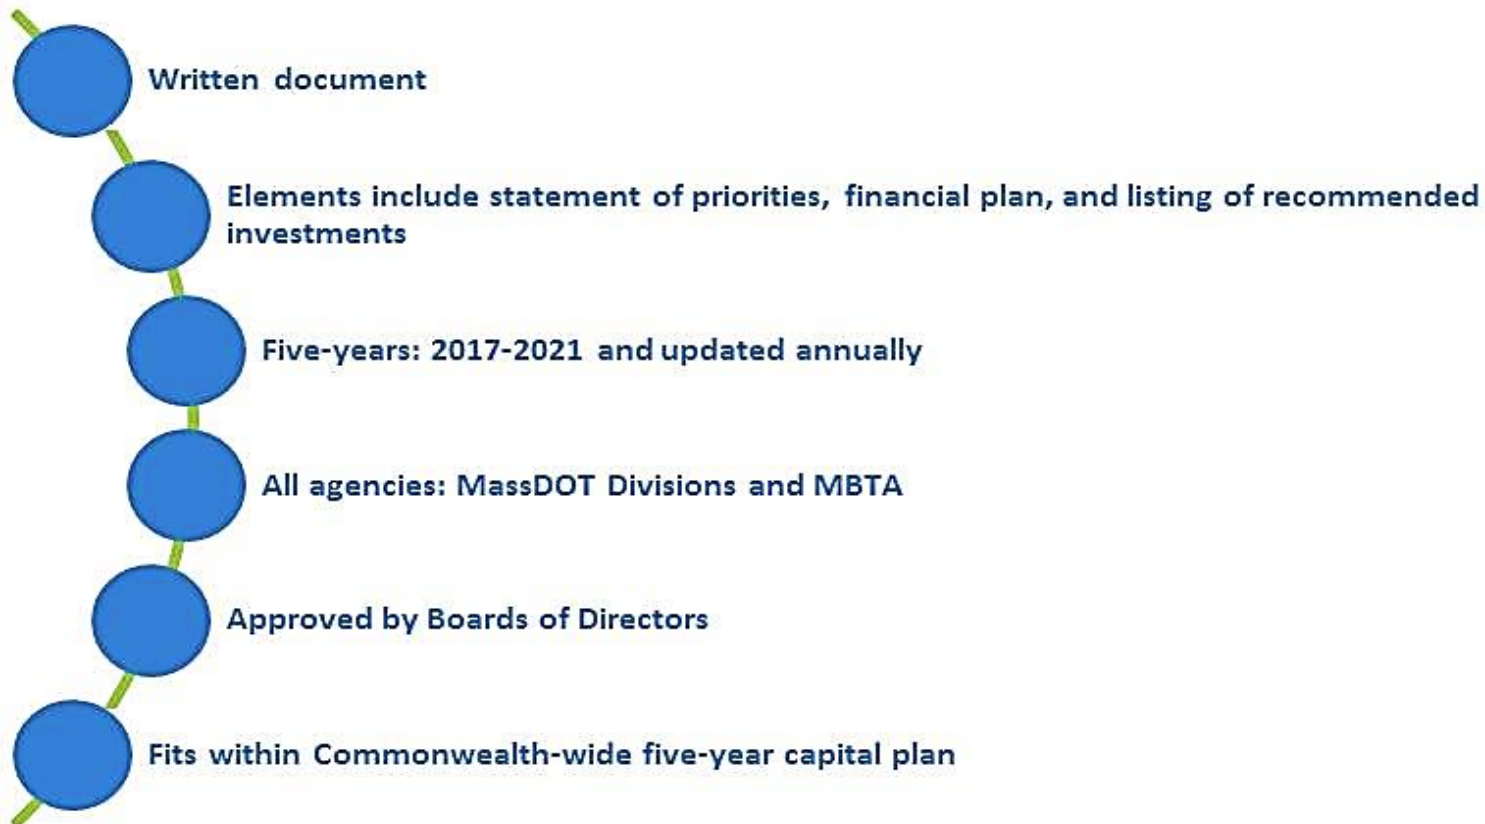 Written document
Elements include statement of priorities, financial plan, and listing of recommended
investments
Five-years: 2017-2021 and updated annually
All agencies: MassDOT Divisions and MBTA
Approved by Boards of Directors
Fits within Commonwealth-wide five-year capital plan